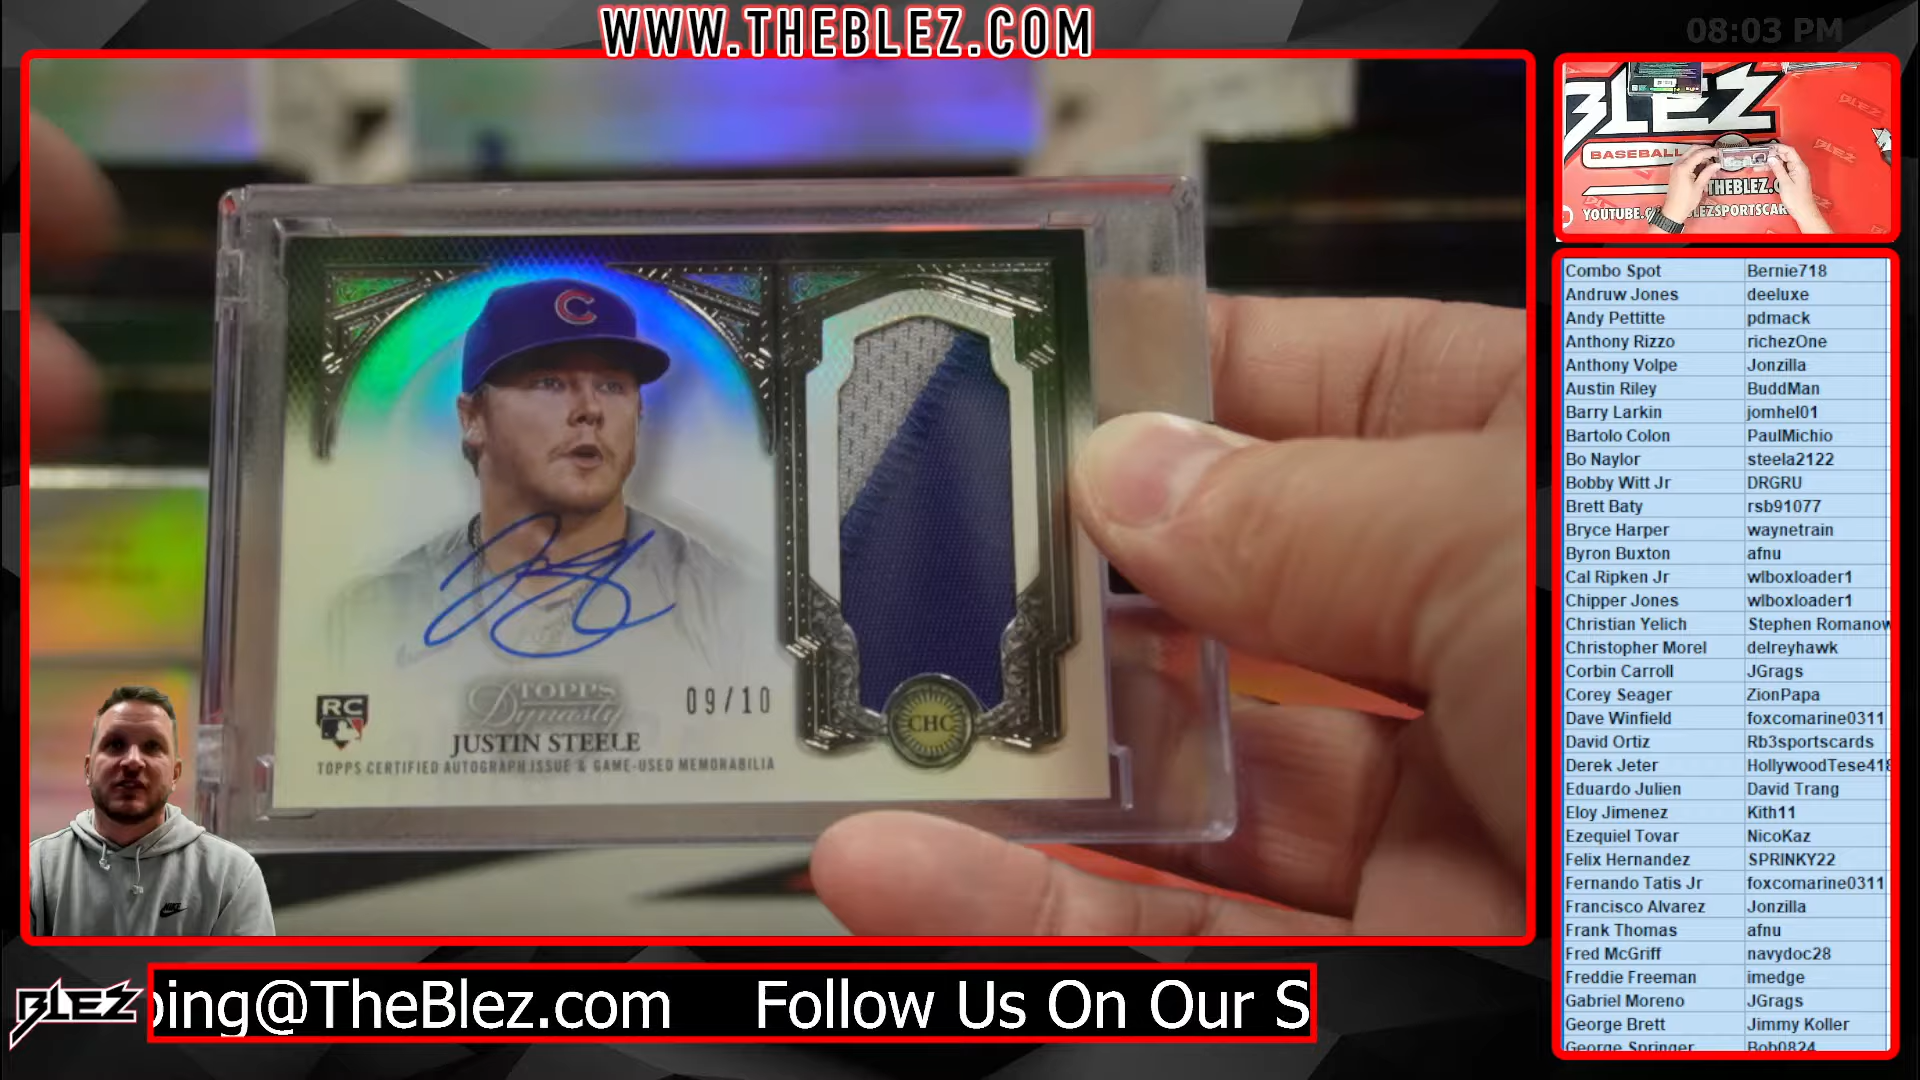 WWW.THEBLEZ.COM
08:03 PM
C
RC
TOPPS
Dynasty
09/10
JUSTIN STEELE
TOPPS CERTIFIED AUTOGRAPH ISSUE & GAME-USED MEMORABILIA
CHC
BLEZ
BASEBALL
THEBLEZ.C
YOUTUBE.C
LEZSPORTSCAR
Combo Spot Bernie718
Andruw Jones deeluxe
Andy Pettitte pdmack
Anthony Rizzo richezOne
Anthony Volpe Jonzilla
Austin Riley BuddMan
Barry Larkin jomhel01
Bartolo Colon PaulMichio
Bo Naylor steela2122
Bobby Witt Jr DRGRU
Brett Baty rsb91077
Bryce Harper waynetrain
Byron Buxton afnu
Cal Ripken Jr wlboxloader1
Chipper Jones wlboxloader1
Christian Yelich Stephen Romanow
Christopher Morel delreyhawk
Corbin Carroll JGrags
Corey Seager ZionPapa
Dave Winfield foxcomarine0311
David Ortiz Rb3sportscards
Derek Jeter HollywoodTese418
Eduardo Julien David Trang
Eloy Jimenez Kith11
Ezequiel Tovar NicoKaz
Felix Hernandez SPRINKY22
Fernando Tatis Jr foxcomarine0311
Francisco Alvarez Jonzilla
Frank Thomas afnu
Fred McGriff navydoc28
Freddie Freeman imedge
Gabriel Moreno JGrags
George Brett Jimmy Koller
George Springer Bob0824
BLEZ
ping@TheBlez.com Follow Us On Our S